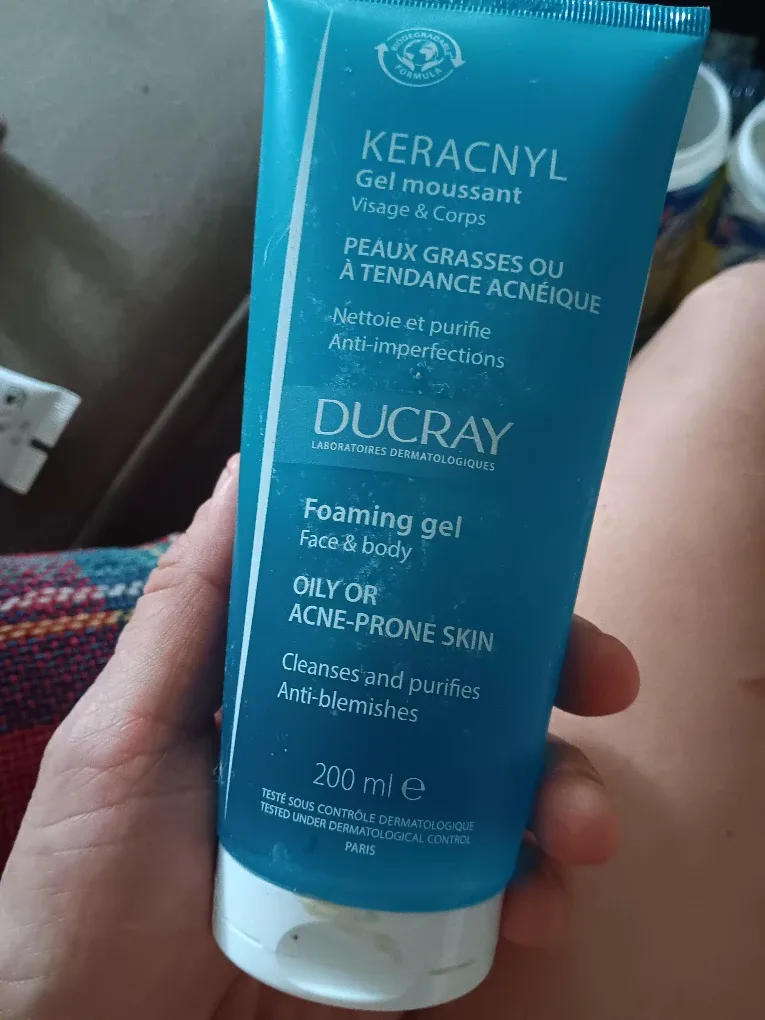 BIODEGRADABLE
FORMULA
KERACNYL
Gel moussant
Visage & Corps
PEAUX GRASSES OU
À TENDANCE ACNÉIQUE
Nettoie et purifie
Anti-imperfections
DUCRAY
LABORATOIRES DERMATOLOGIQUES
Foaming gel
Face & body
OILY OR
ACNE-PRONE SKIN
Cleanses and purifies
Anti-blemishes
200 ml ℮
TESTÉ SOUS CONTRÔLE DERMATOLOGIQUE
TESTED UNDER DERMATOLOGICAL CONTROL
PARIS